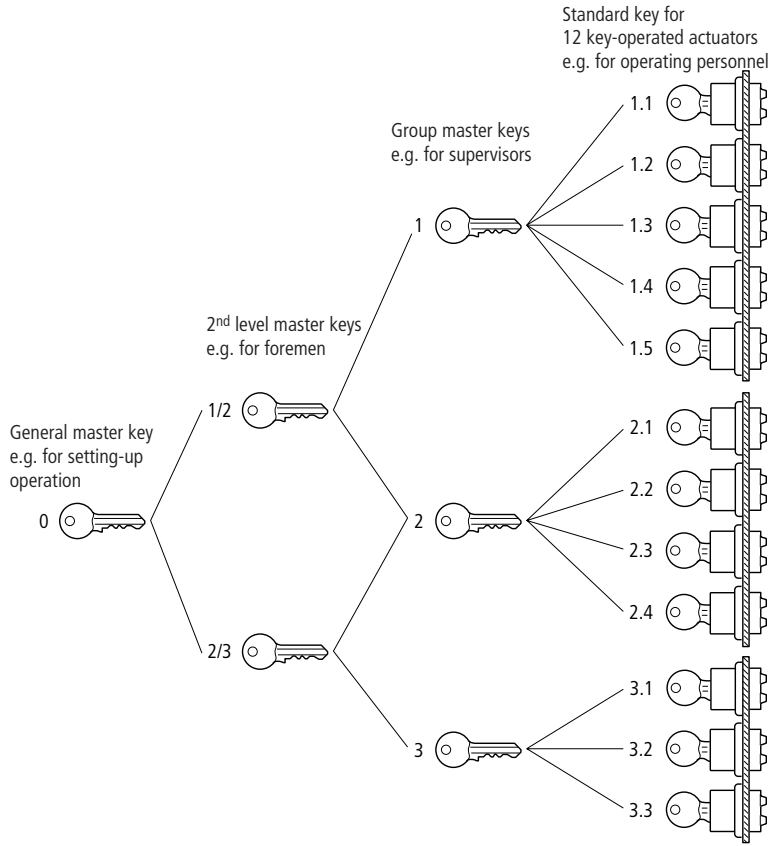 Standard key for
12 key-operated actuators
e.g. for operating personnel
1.1
Group master keys
e.g. for supervisors
1.2
1
1.3
1.4
2nd level master keys
e.g. for foremen
1.5
1/2
General master key
e.g. for setting-up
operation
2.1
2.2
0
2
2.3
2.4
2/3
3.1
3
3.2
3.3